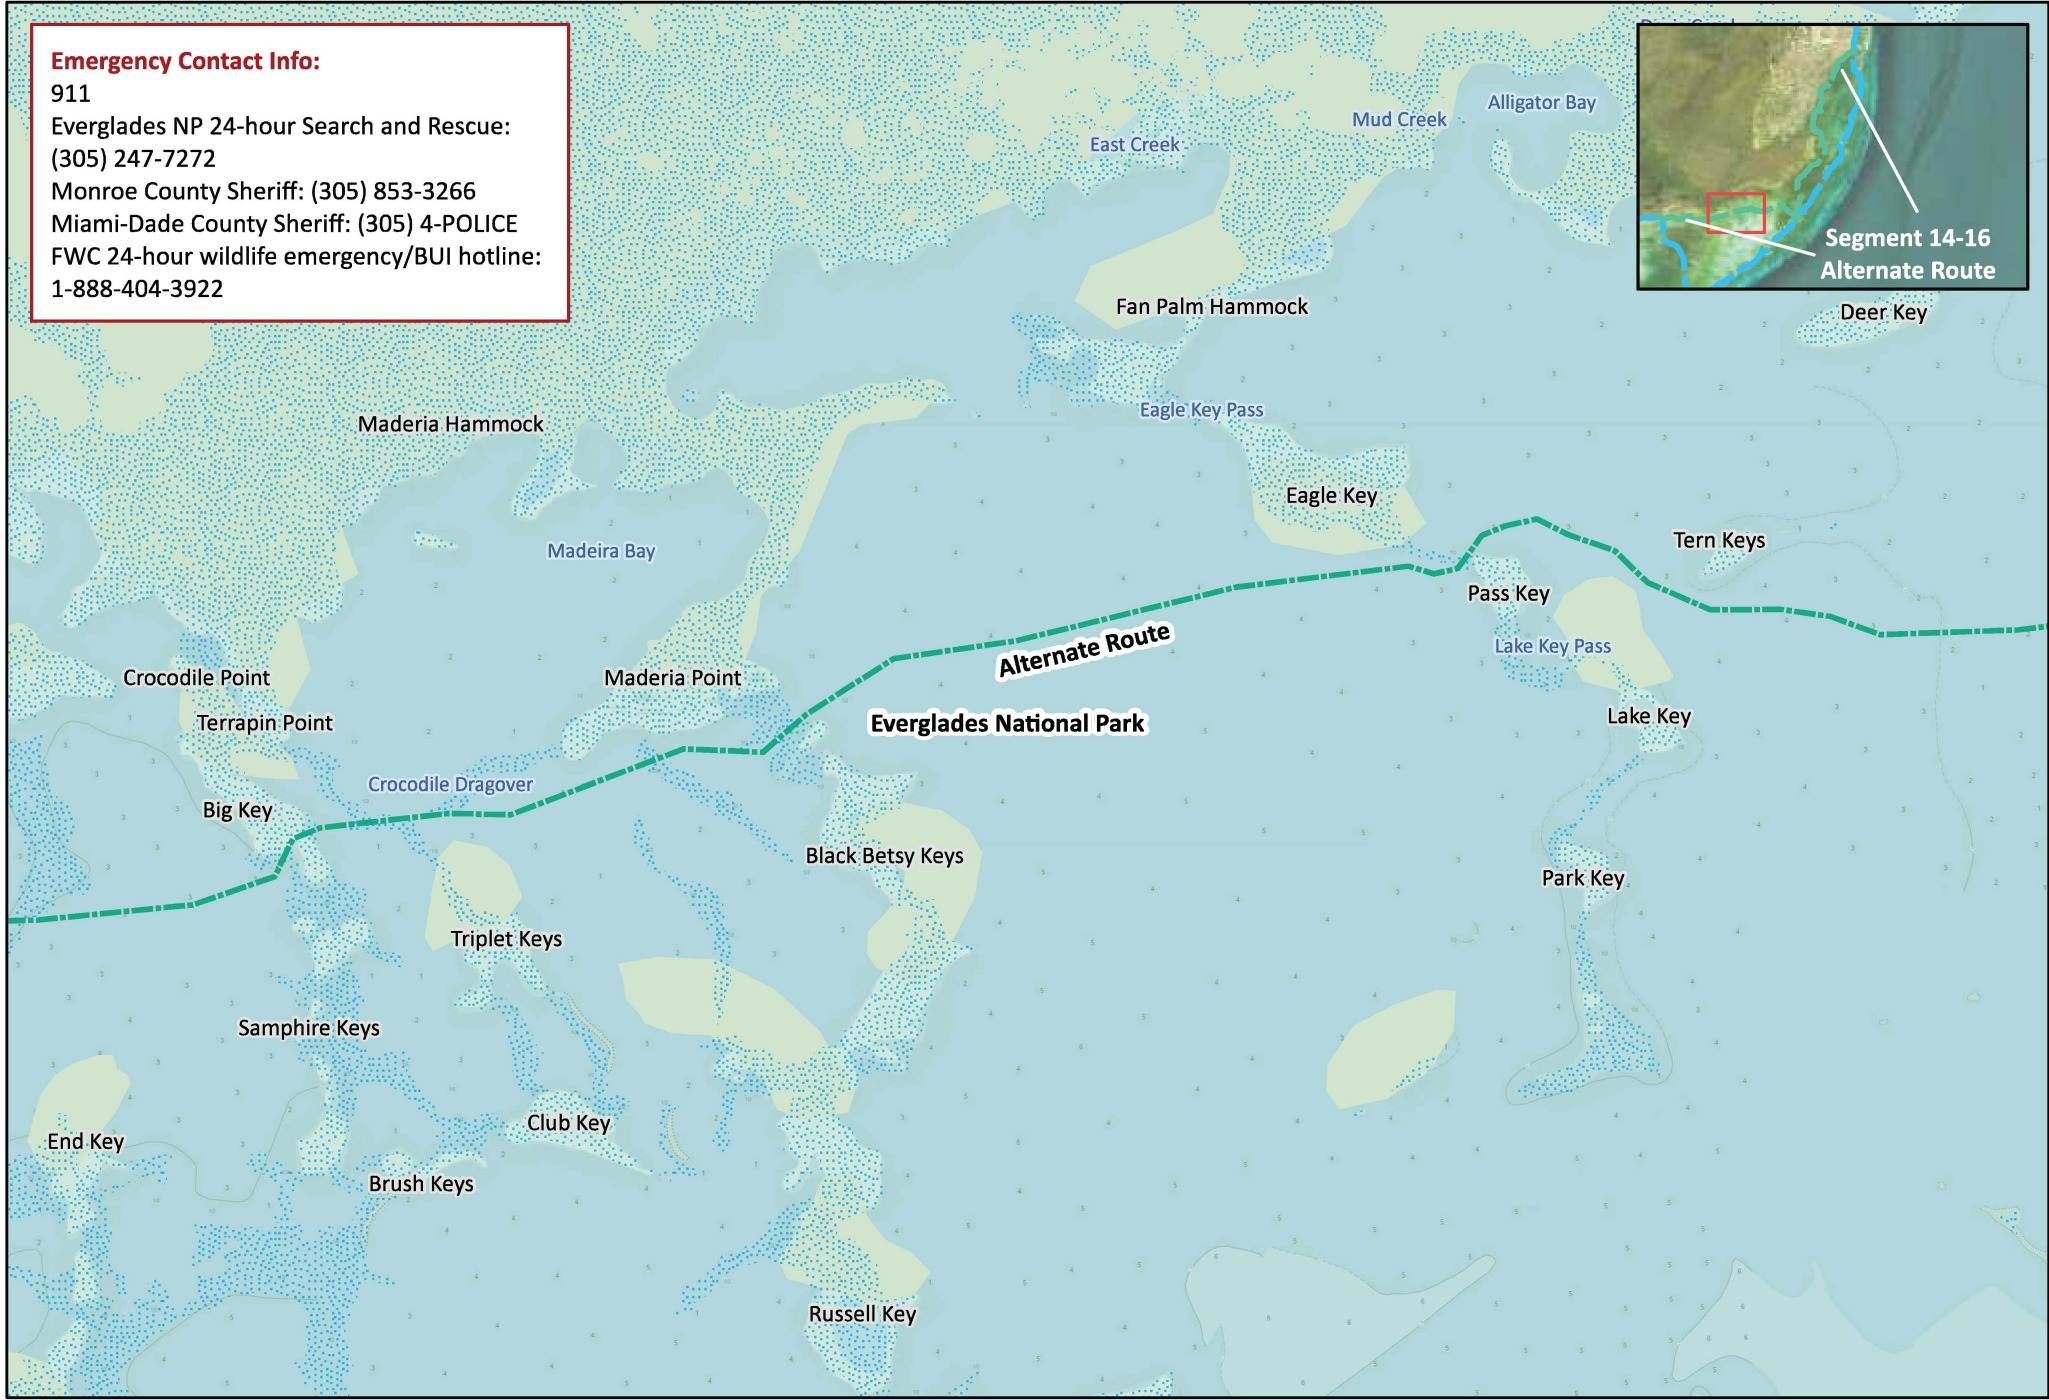 Emergency Contact Info:
911
Everglades NP 24-hour Search and Rescue:
(305) 247-7272
Monroe County Sheriff: (305) 853-3266
Miami-Dade County Sheriff: (305) 4-POLICE
FWC 24-hour wildlife emergency/BUI hotline:
1-888-404-3922
Alligator Bay
Mud Creek
East Creek
Segment 14-16
Alternate Route
Fan Palm Hammock
Deer Key
Eagle Key Pass
Maderia Hammock
Eagle Key
Tern Keys
Madeira Bay
Pass Key
Alternate Route
Lake Key Pass
Crocodile Point
Maderia Point
Lake Key
Terrapin Point
Everglades National Park
Crocodile Dragover
Big Key
Black Betsy Keys
Park Key
Triplet Keys
Samphire Keys
Club Key
End Key
Brush Keys
Russell Key